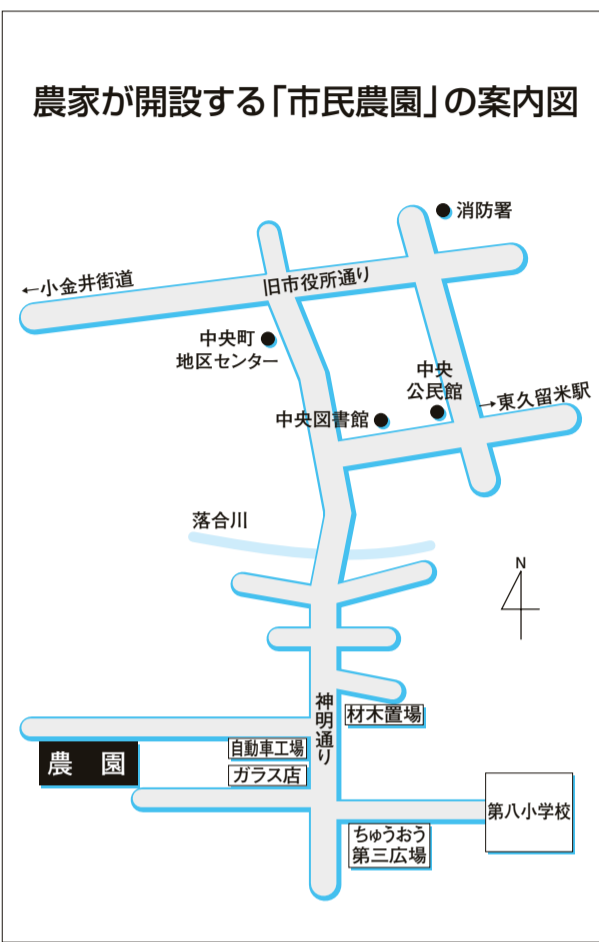 農家が開設する「市民農園」の案内図
消防署
←小金井街道
旧市役所通り
中央町
地区センター
中央
公民館
→東久留米駅
中央図書館
落合川
N
神明通り
材木置場
自動車工場
農 園
ガラス店
第八小学校
ちゅうおう
第三広場